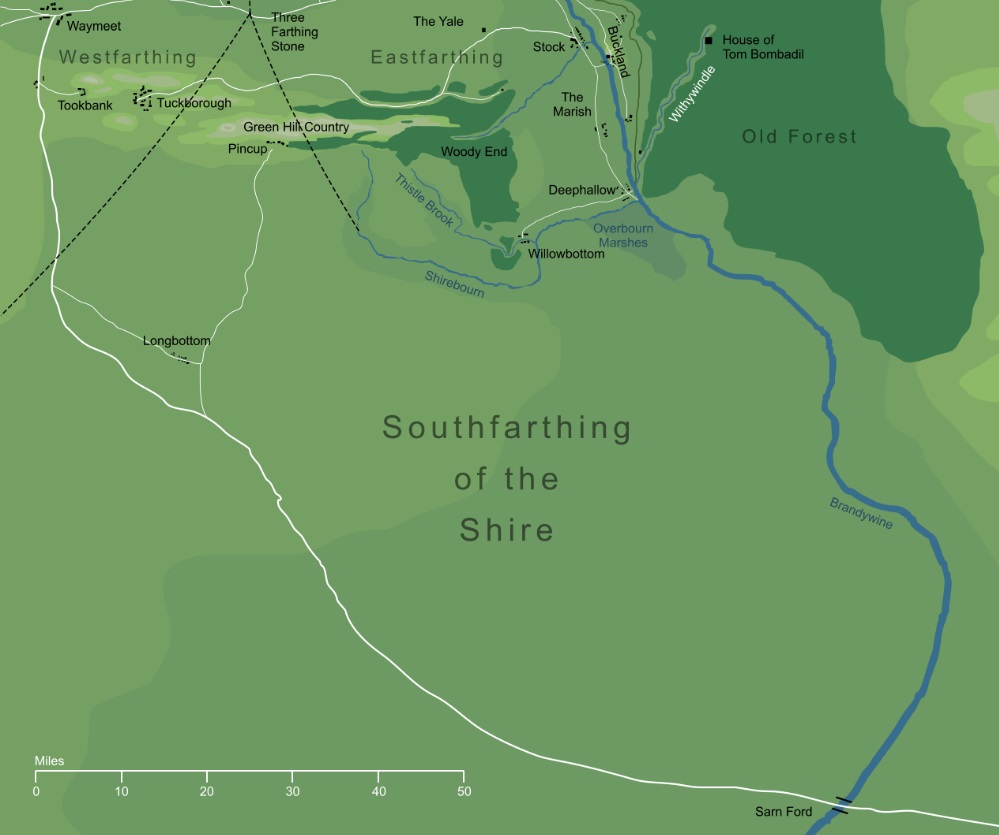 Waymeet
Three
Farthing
Stone
The Yale
Stock
Buckland
House of
Tom Bombadil
Westfarthing
Eastfarthing
Tookbank
Tuckborough
The
Marish
Withywindle
Green Hill Country
Old Forest
Pincup
Woody End
Thistle Brook
Deephallow
Overbourn
Marshes
Willowbottom
Shirebourn
Longbottom
Southfarthing
of the
Shire
Brandywine
Miles
0 10 20 30 40 50
Sarn Ford